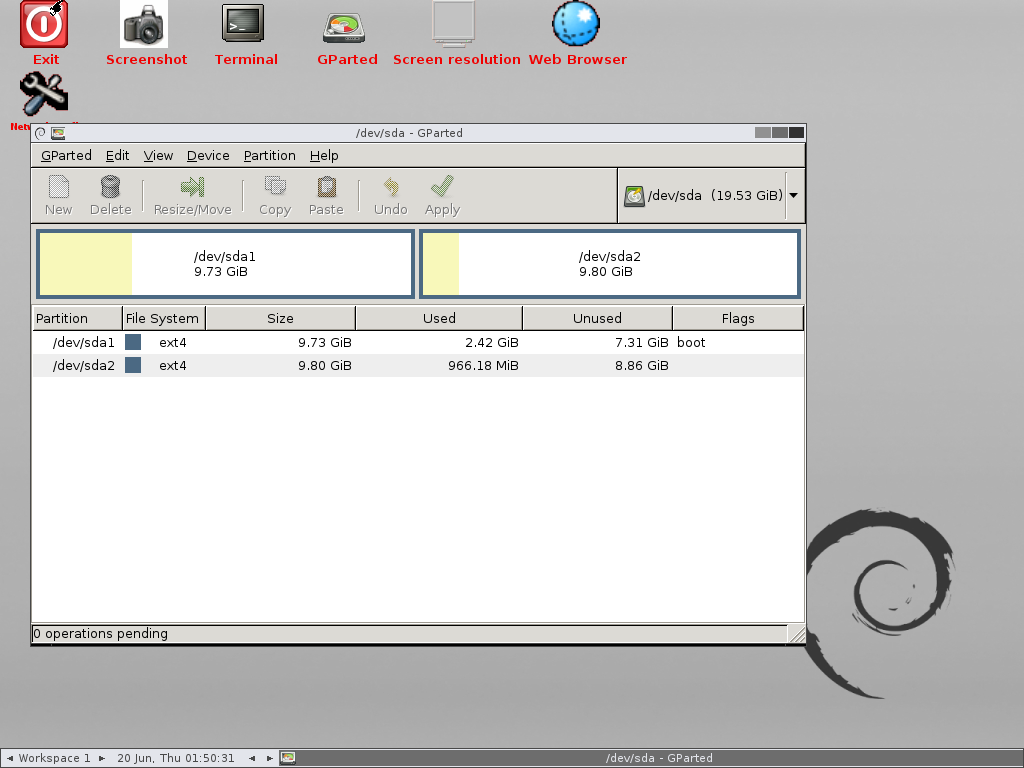 Exit Screenshot Terminal GParted Screen resolution Web Browser
/dev/sda - GParted
GParted Edit View Device Partition Help
New Delete Resize/Move Copy Paste Undo Apply /dev/sda (19.53 GiB)
/dev/sda1 /dev/sda2
9.73 GiB 9.80 GiB
Partition File System Size Used Unused Flags
/dev/sda1 ext4 9.73 GiB 2.42 GiB 7.31 GiB boot
/dev/sda2 ext4 9.80 GiB 966.18 MiB 8.86 GiB
0 operations pending
Workspace 1 20 Jun, Thu 01:50:31 /dev/sda - GParted